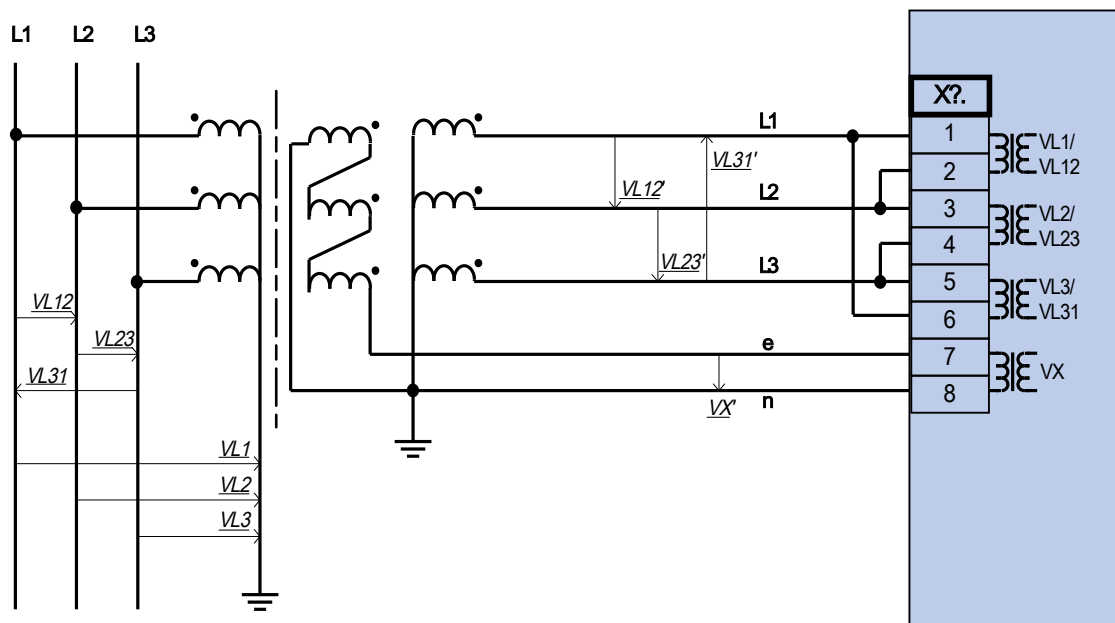 L1 L2 L3
X?.
L1
1
VL1/
VL12
VL31'
2
VL12'
L2
3
VL2/
VL23
4
VL23'
L3
5
VL3/
VL31
VL12
6
VL23
e
7
VX
VL31
VX'
n
8
VL1
VL2
VL3